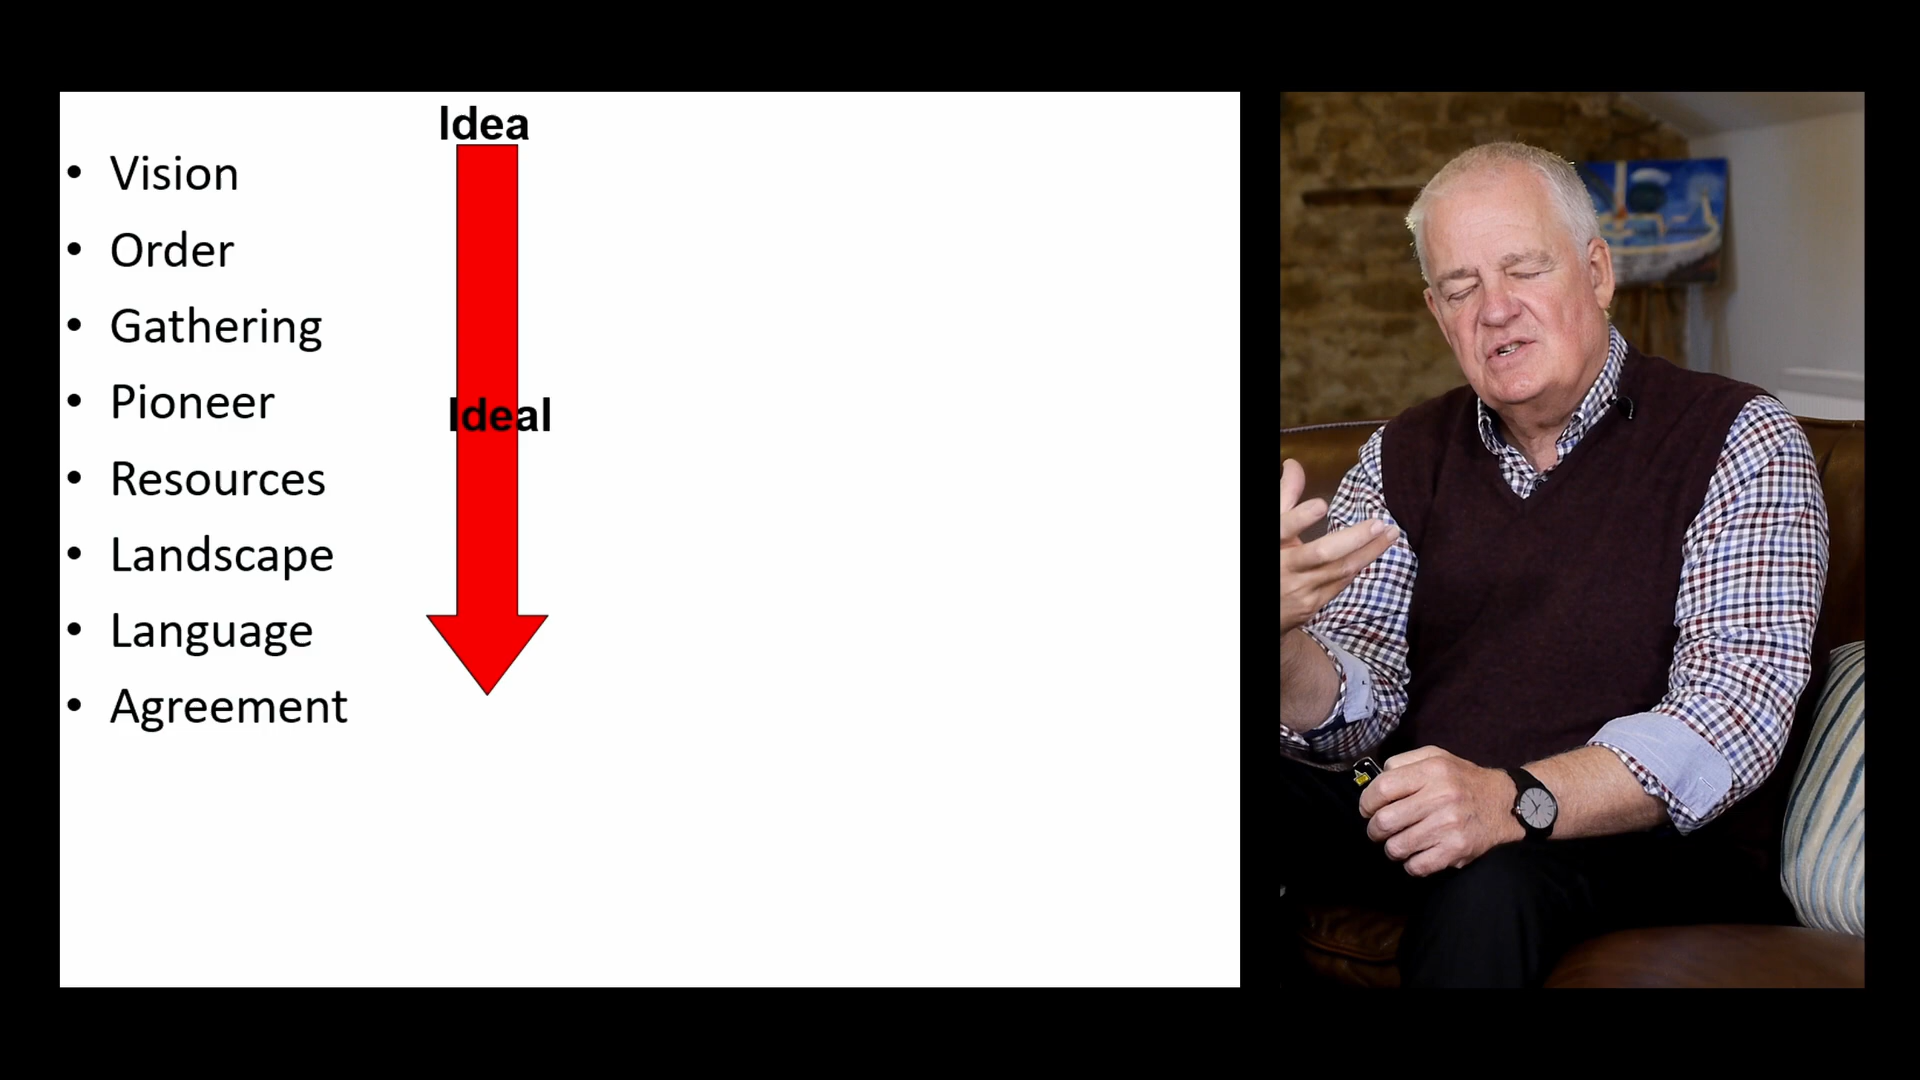 Idea
• Vision
• Order
• Gathering
• Pioneer
Ideal
• Resources
• Landscape
• Language
• Agreement